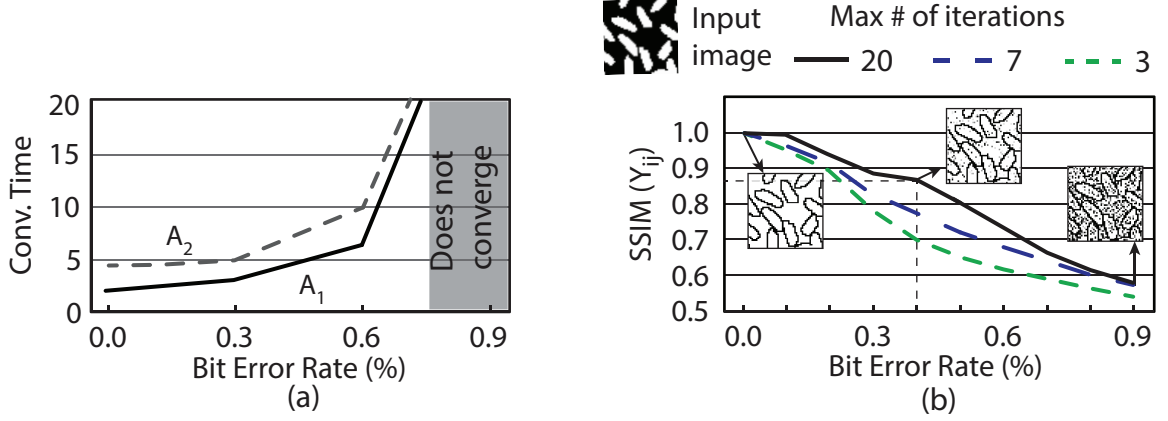 Input
image
Max # of iterations
20
7
3
20
15
10
5
0
Conv. Time
A2
A1
Does not
converge
0.0 0.3 0.6 0.9
Bit Error Rate (%)
(a)
1.0
0.9
0.8
0.7
0.6
0.5
SSIM (Yij)
0.0 0.3 0.6 0.9
Bit Error Rate (%)
(b)